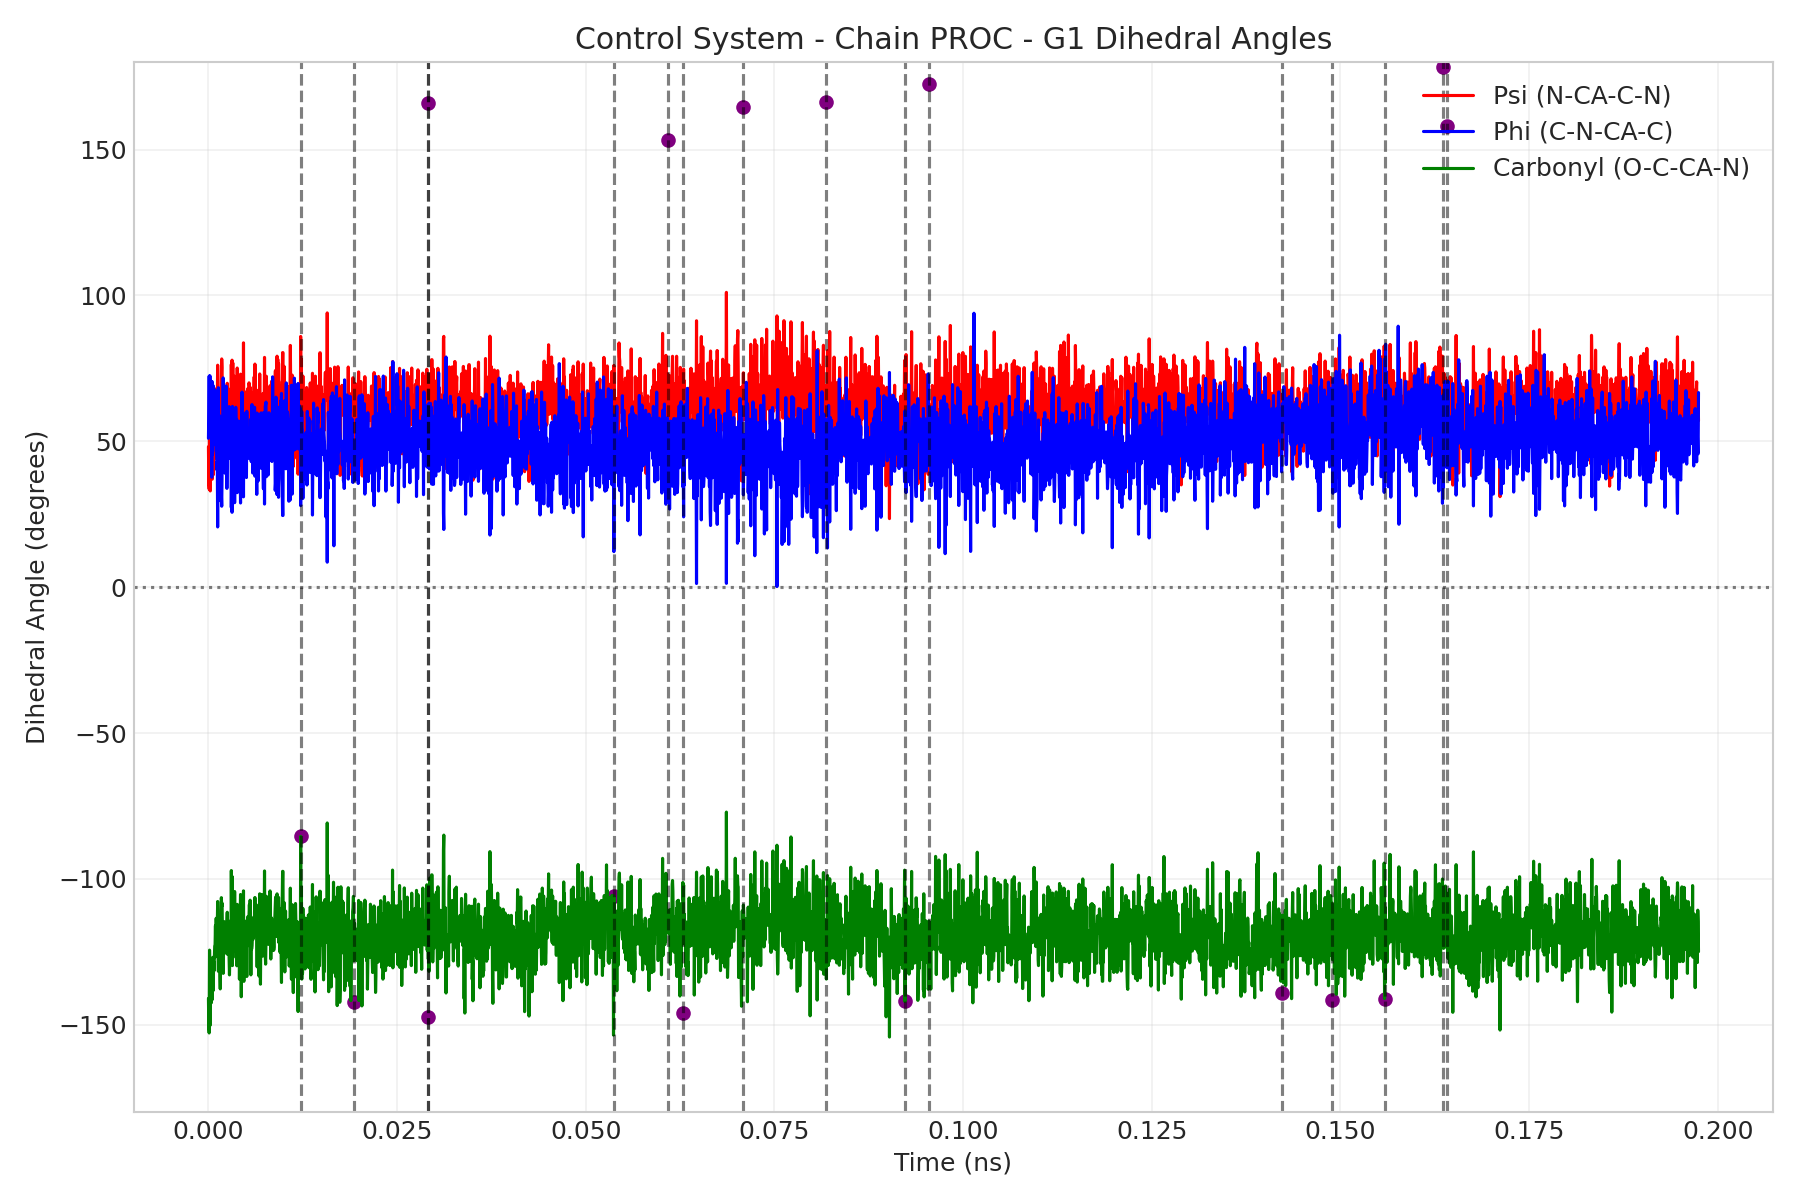 Control System - Chain PROC - G1 Dihedral Angles
Psi (N-CA-C-N)
Phi (C-N-CA-C)
Carbonyl (O-C-CA-N)
Dihedral Angle (degrees)
150
100
50
0
−50
−100
−150
0.000 0.025 0.050 0.075 0.100 0.125 0.150 0.175 0.200
Time (ns)